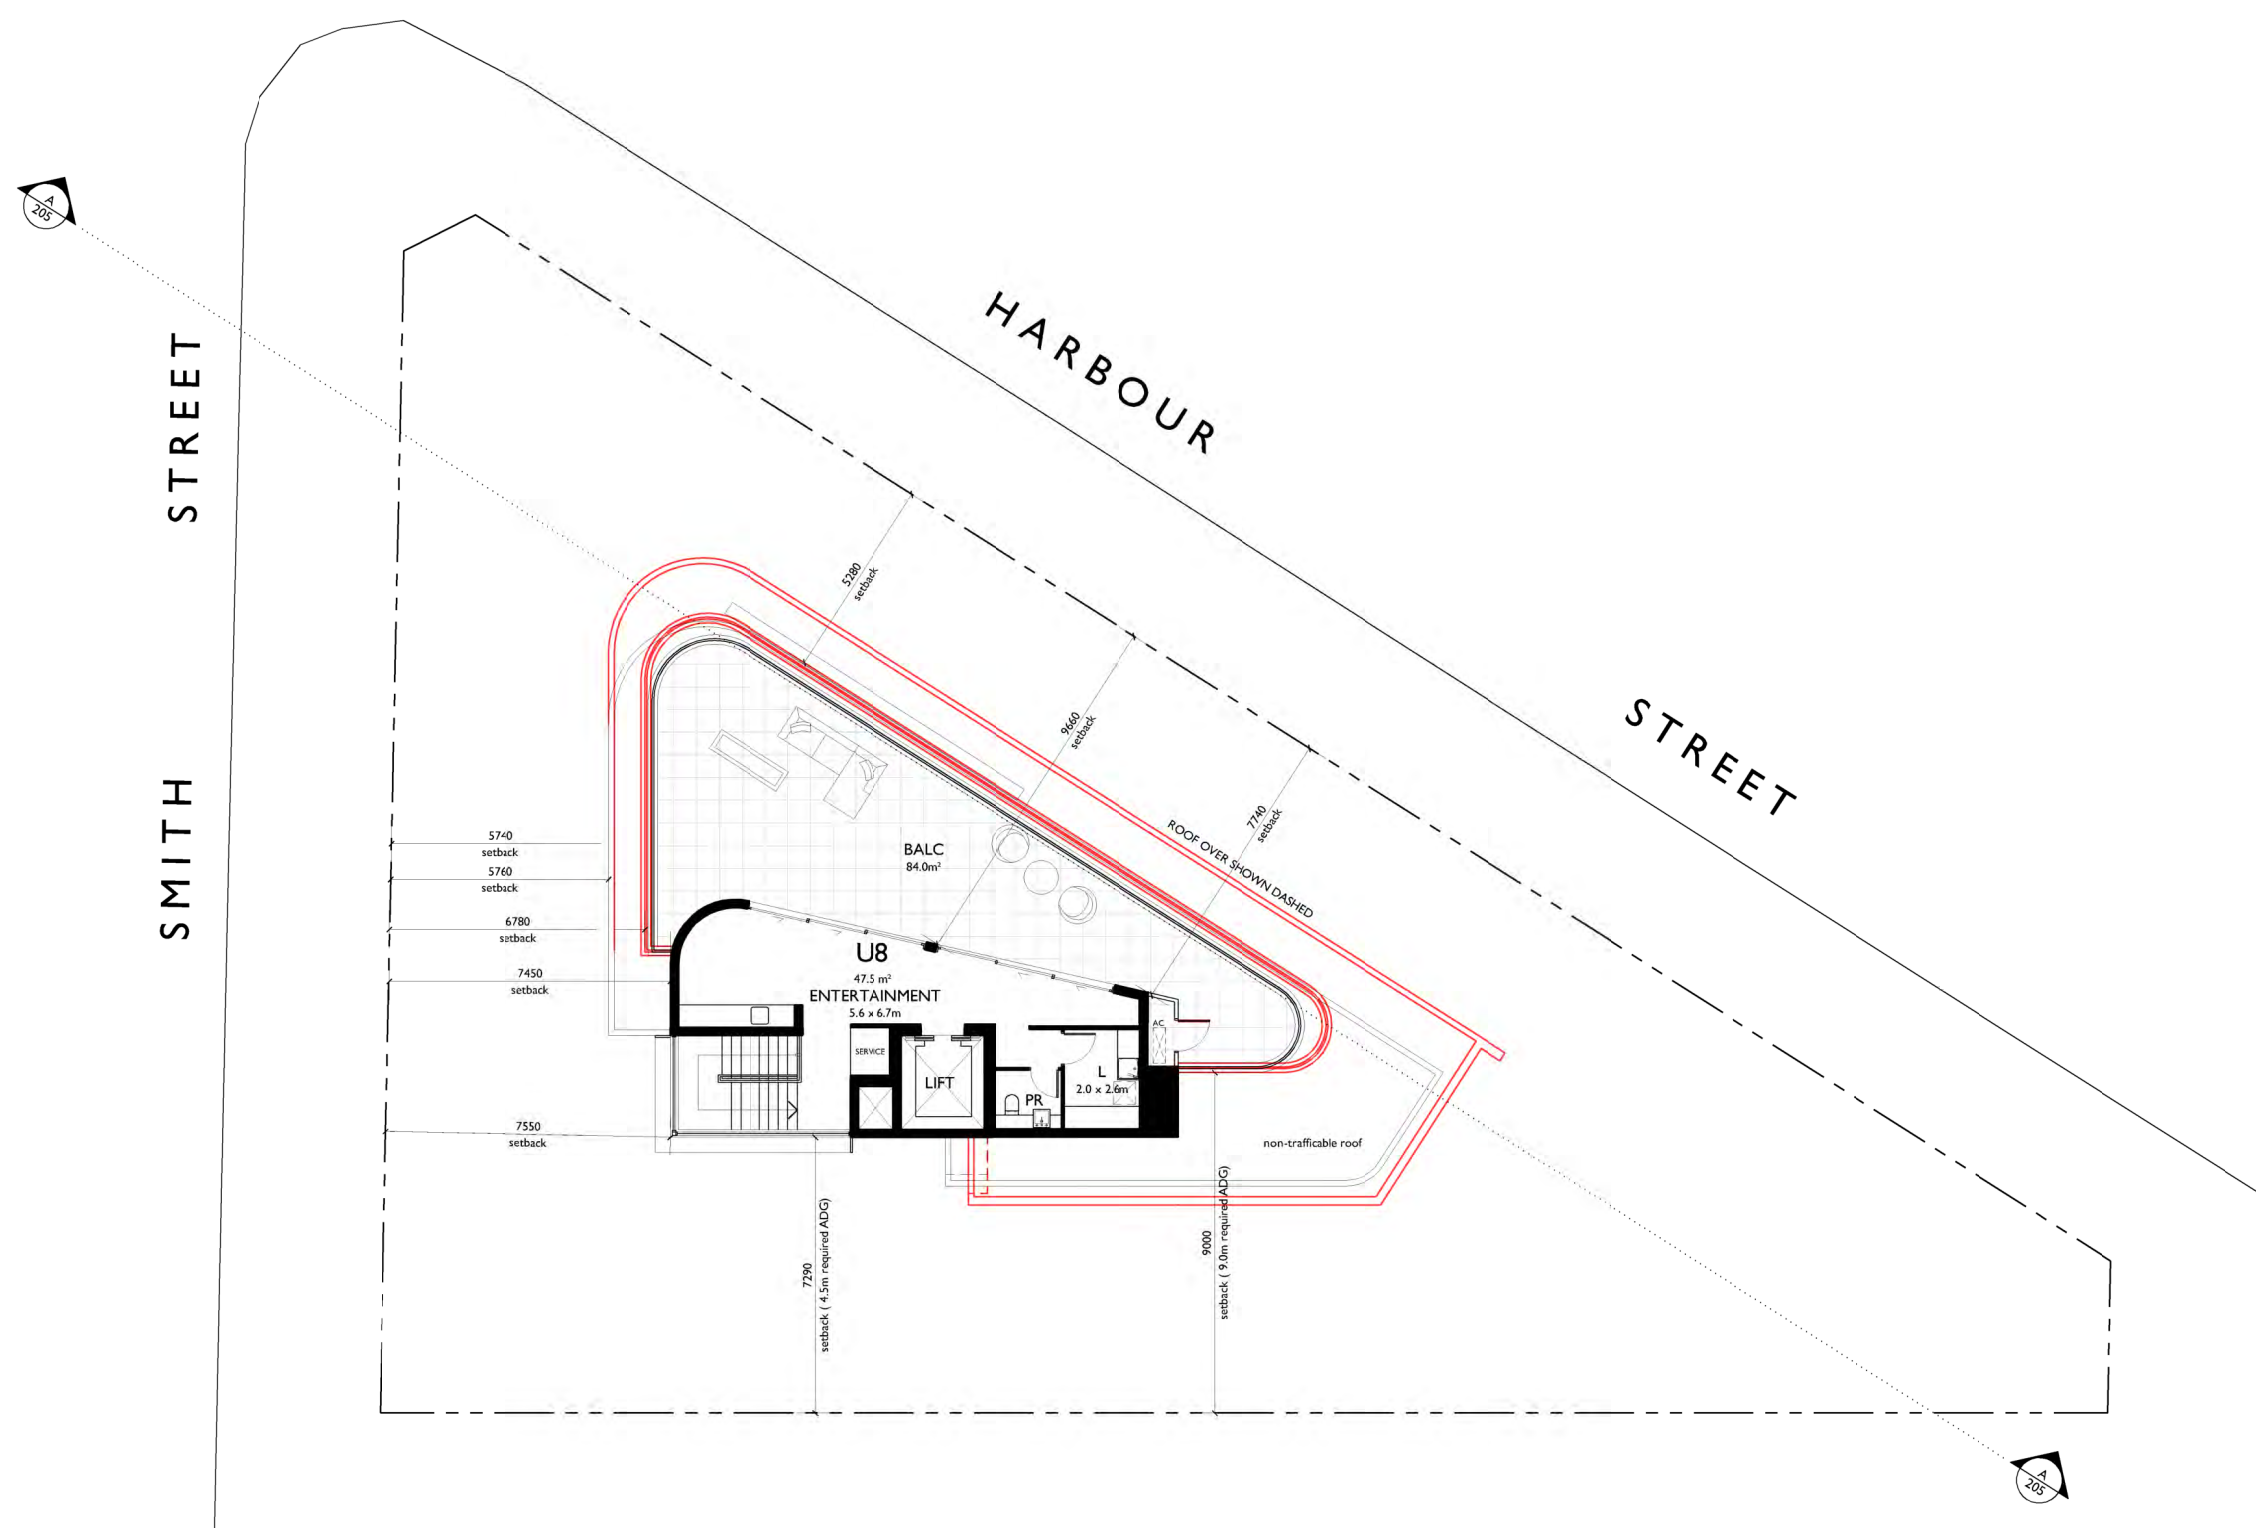 A
205
HARBOUR
STREET
SMITH
STREET
5280
setback
9660
setback
7740
setback
ROOF OVER SHOWN DASHED
5740
setback
5760
setback
6780
setback
7450
setback
7550
setback
BALC
84.0m²
U8
47.5 m²
ENTERTAINMENT
5.6 x 6.7m
SERVICE
LIFT
PR
L
2.0 x 2.6m
AC
non-trafficable roof
7290
setback ( 4.5m required ADG)
9000
setback ( 9.0m required ADG)
A
205